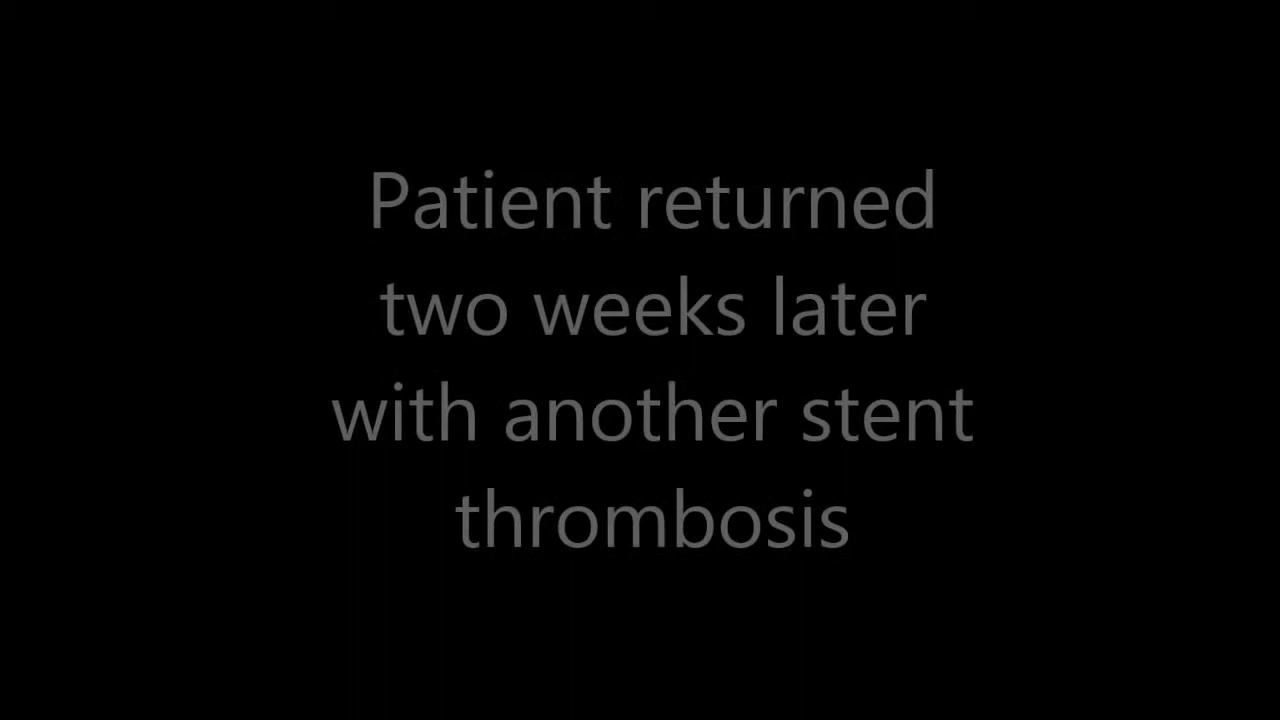 Patient returned
two weeks later
with another stent
thrombosis